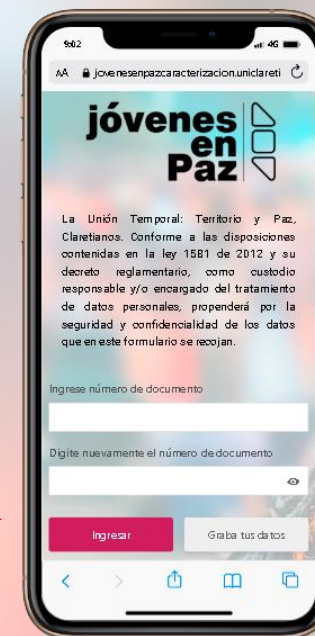 9:02
4G
AA jovenesenpazcaracterizacion.uniclareti
jóvenes
en
Paz
La Unión Temporal: Territorio y Paz,
Claretianos. Conforme a las disposiciones
contenidas en la ley 1581 de 2012 y su
decreto reglamentario, como custodio
responsable y/o encargado del tratamiento
de datos personales, propenderá por la
seguridad y confidencialidad de los datos
que en este formulario se recojan.
Ingrese número de documento
Digite nuevamente el número de documento
Ingresar Graba tus datos